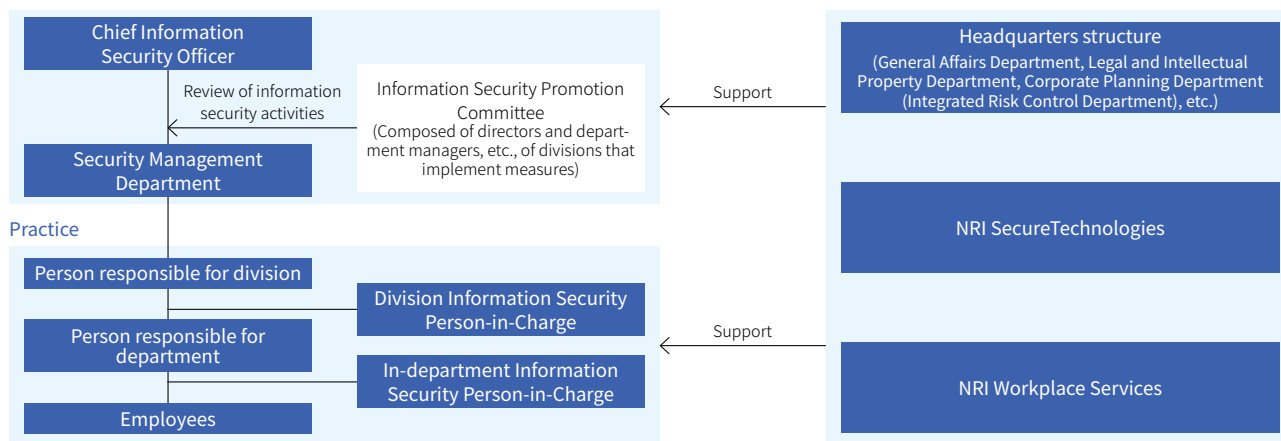 Chief Information
Security Officer
Review of information
security activities
Information Security Promotion
Committee
(Composed of directors and depart-
ment managers, etc., of divisions that
implement measures)
Security Management
Department
Support
Headquarters structure
(General Affairs Department, Legal and Intellectual
Property Department, Corporate Planning Department
(Integrated Risk Control Department), etc.)
NRI SecureTechnologies
NRI Workplace Services
Practice
Person responsible for division
Division Information Security
Person-in-Charge
Person responsible for
department
In-department Information
Security Person-in-Charge
Employees
Support